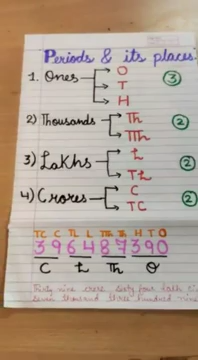 Periods & its places
1. Ones
O
T
H
3
2) Thousands
Th
TTh
2
3) Lakhs
L
TL
2
4) Crores
C
TC
2
TC C TL L TTh Th H T O
3 9 6 4 8 7 3 9 0
C L Th O
Thirty nine crore sixty four lakh
seven thousand three hundred nine